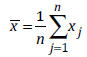 x̄ = 1/n ∑_{j=1}^{n} x_j